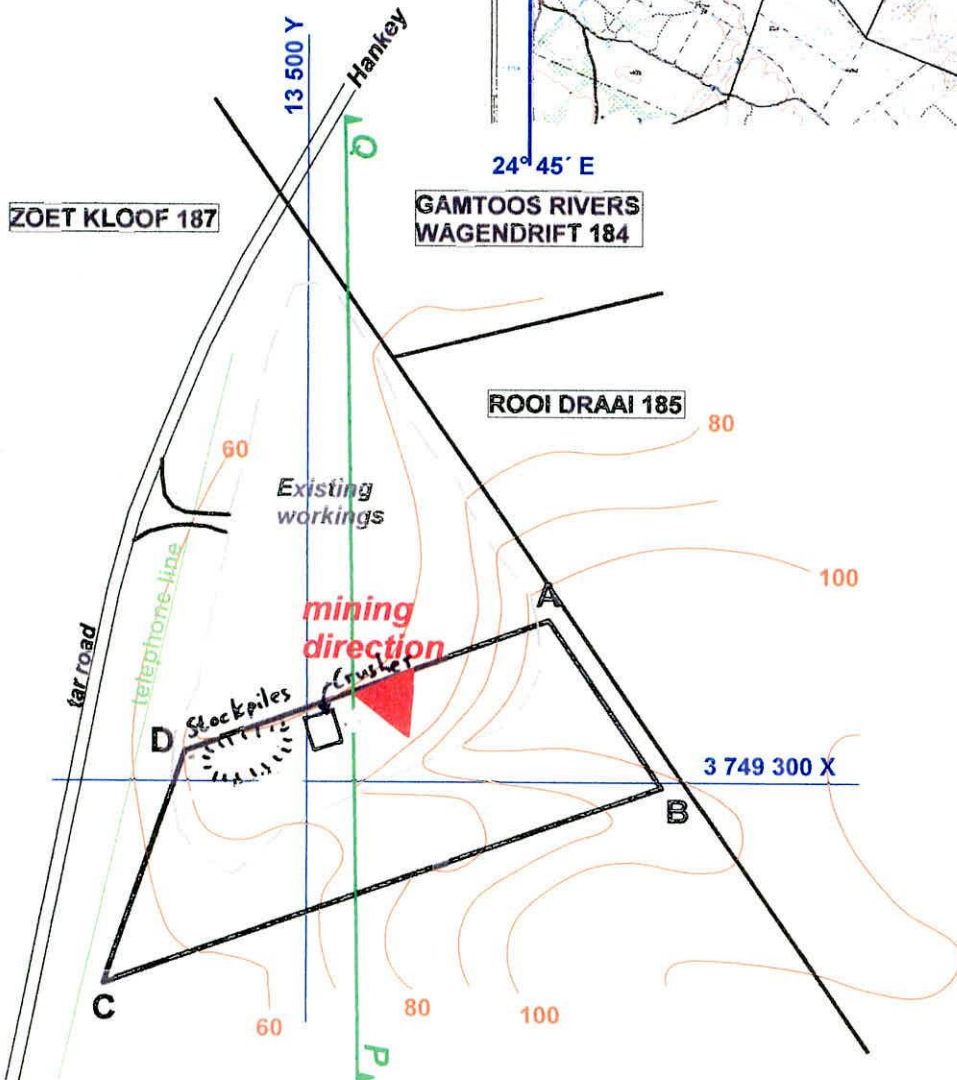 Hankey
13 500 Y
Q
24° 45´ E
ZOET KLOOF 187
GAMTOOS RIVERS
WAGENDRIFT 184
ROOI DRAAI 185
80
60
Existing
workings
100
telephone line
A
mining
direction
tar road
Crusher
Stockpiles
D
3 749 300 X
B
C
80
100
60
P